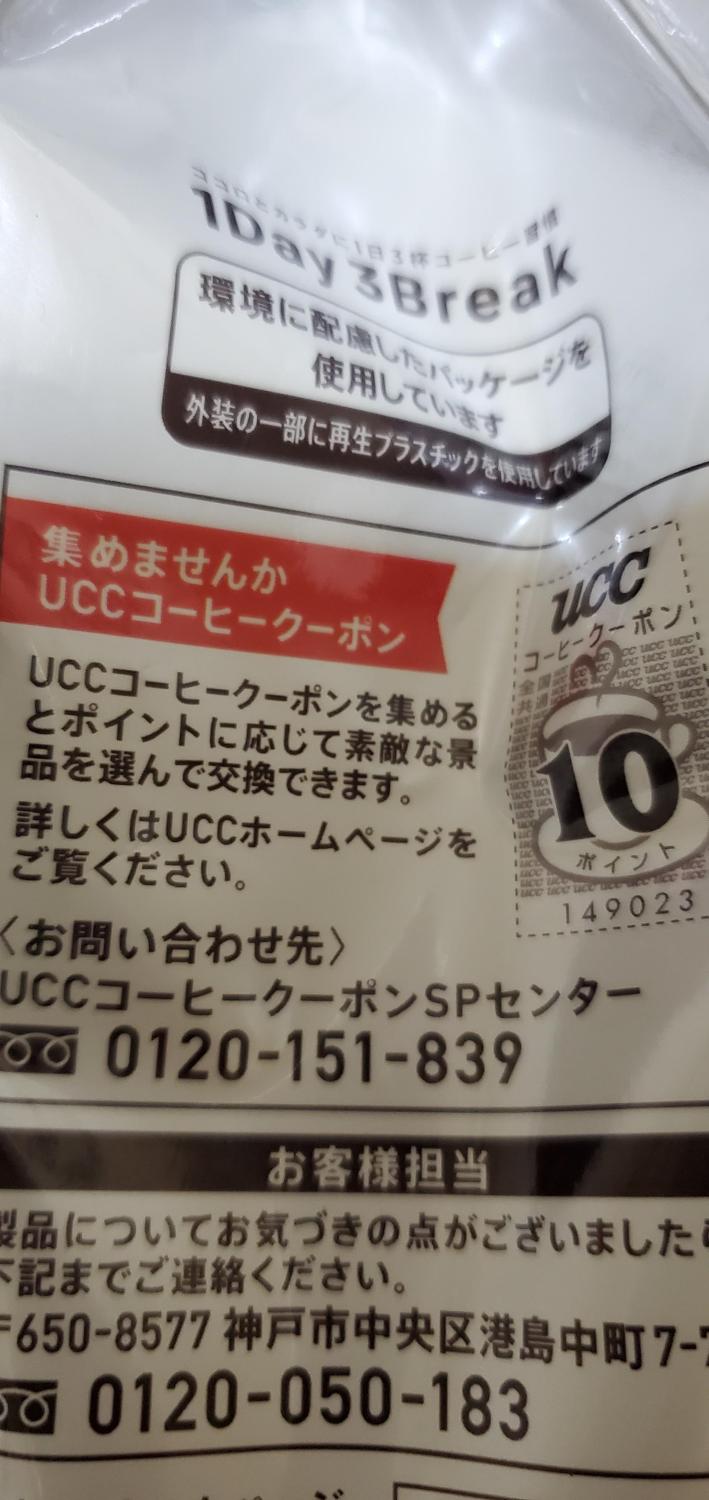 ココロとカラダに1日3杯コーヒー習慣
1Day 3Break
環境に配慮したパッケージを
使用しています
外装の一部に再生プラスチックを使用しています
集めませんか
UCCコーヒークーポン
UCCコーヒークーポンを集める
とポイントに応じて素敵な景
品を選んで交換できます。
詳しくはUCCホームページを
ご覧ください。
UCC
コーヒークーポン
全国
共通
10
ポイント
149023
〈お問い合わせ先〉
UCCコーヒークーポンSPセンター
0120-151-839
お客様担当
製品についてお気づきの点がございましたら
下記までご連絡ください。
〒650-8577 神戸市中央区港島中町7-7
0120-050-183